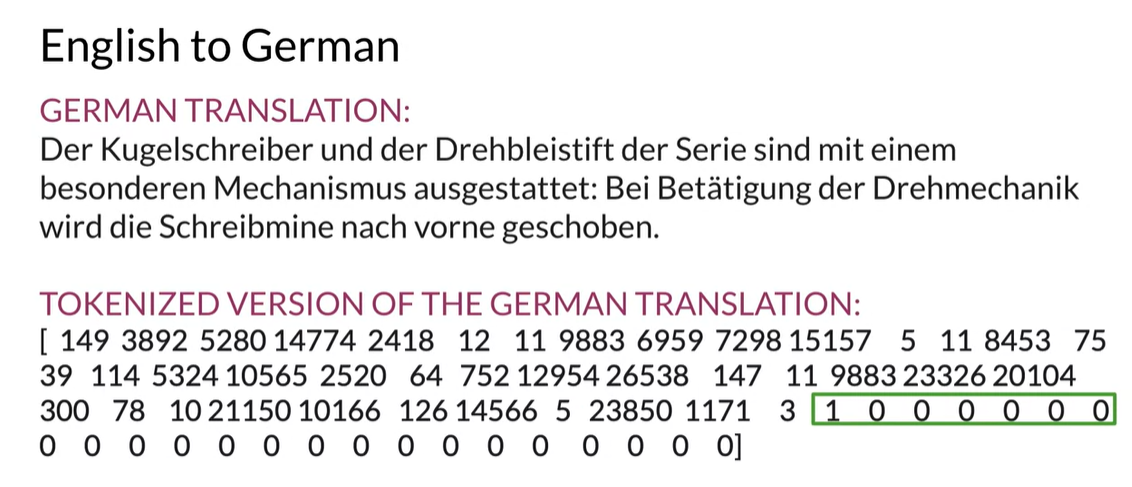 English to German
GERMAN TRANSLATION:
Der Kugelschreiber und der Drehbleistift der Serie sind mit einem
besonderen Mechanismus ausgestattet: Bei Betätigung der Drehmechanik
wird die Schreibmine nach vorne geschoben.
TOKENIZED VERSION OF THE GERMAN TRANSLATION:
[ 149 3892 5280 14774 2418 12 11 9883 6959 7298 15157 5 11 8453 75
39 114 5324 10565 2520 64 752 12954 26538 147 11 9883 23326 20104
300 78 10 21150 10166 126 14566 5 23850 1171 3 1 0 0 0 0 0 0
0 0 0 0 0 0 0 0 0 0 0 0 0 0 0 0]